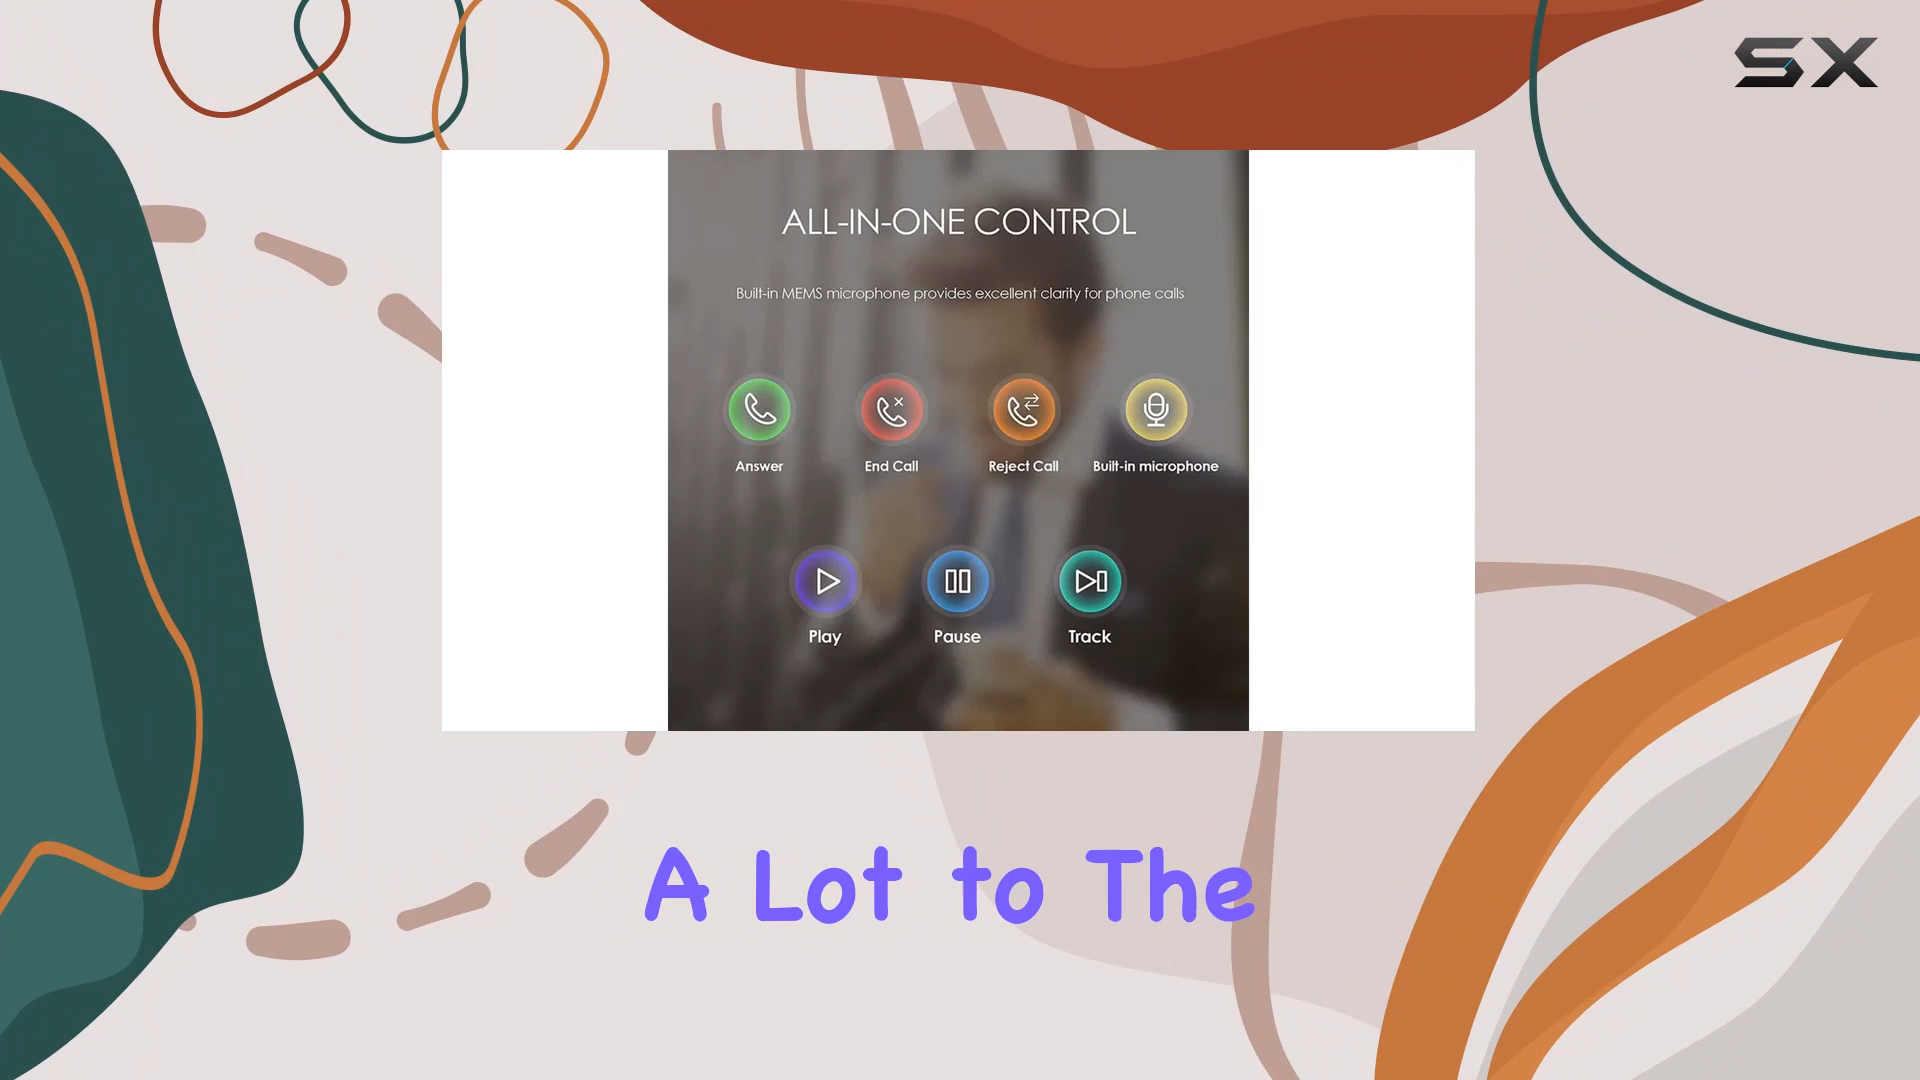 SX
ALL-IN-ONE CONTROL
Built-in MEMS microphone provides excellent clarity for phone calls
Answer End Call Reject Call Built-in microphone
Play Pause Track
A Lot to The